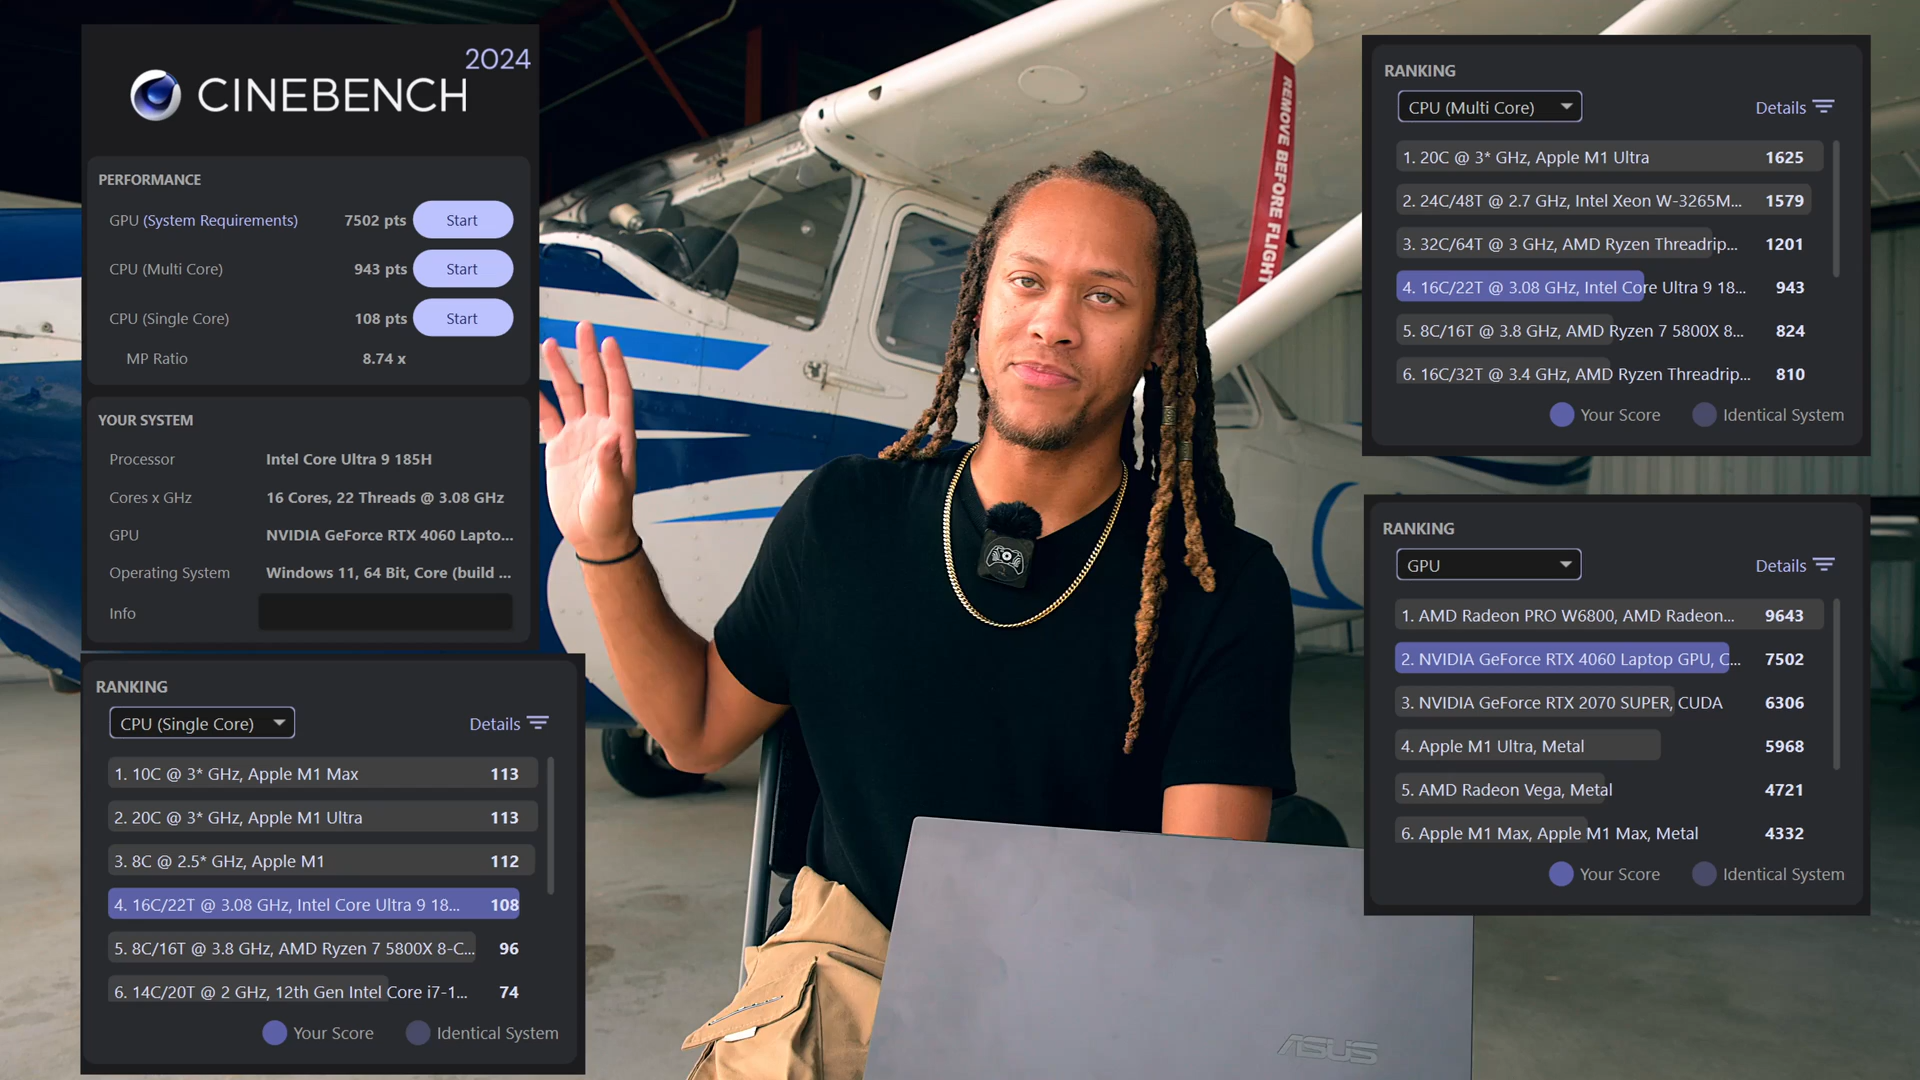 2024
CINEBENCH
PERFORMANCE
GPU (System Requirements) 7502 pts Start
CPU (Multi Core) 943 pts Start
CPU (Single Core) 108 pts Start
MP Ratio 8.74 x
YOUR SYSTEM
Processor Intel Core Ultra 9 185H
Cores x GHz 16 Cores, 22 Threads @ 3.08 GHz
GPU NVIDIA GeForce RTX 4060 Lapto...
Operating System Windows 11, 64 Bit, Core (build ...
Info
RANKING
CPU (Single Core) Details
1. 10C @ 3* GHz, Apple M1 Max 113
2. 20C @ 3* GHz, Apple M1 Ultra 113
3. 8C @ 2.5* GHz, Apple M1 112
4. 16C/22T @ 3.08 GHz, Intel Core Ultra 9 18... 108
5. 8C/16T @ 3.8 GHz, AMD Ryzen 7 5800X 8-C... 96
6. 14C/20T @ 2 GHz, 12th Gen Intel Core i7-1... 74
Your Score Identical System
REMOVE BEFORE FLIGHT
ASUS
RANKING
CPU (Multi Core) Details
1. 20C @ 3* GHz, Apple M1 Ultra 1625
2. 24C/48T @ 2.7 GHz, Intel Xeon W-3265M... 1579
3. 32C/64T @ 3 GHz, AMD Ryzen Threadrip... 1201
4. 16C/22T @ 3.08 GHz, Intel Core Ultra 9 18... 943
5. 8C/16T @ 3.8 GHz, AMD Ryzen 7 5800X 8... 824
6. 16C/32T @ 3.4 GHz, AMD Ryzen Threadrip... 810
Your Score Identical System
RANKING
GPU Details
1. AMD Radeon PRO W6800, AMD Radeon... 9643
2. NVIDIA GeForce RTX 4060 Laptop GPU, C... 7502
3. NVIDIA GeForce RTX 2070 SUPER, CUDA 6306
4. Apple M1 Ultra, Metal 5968
5. AMD Radeon Vega, Metal 4721
6. Apple M1 Max, Apple M1 Max, Metal 4332
Your Score Identical System